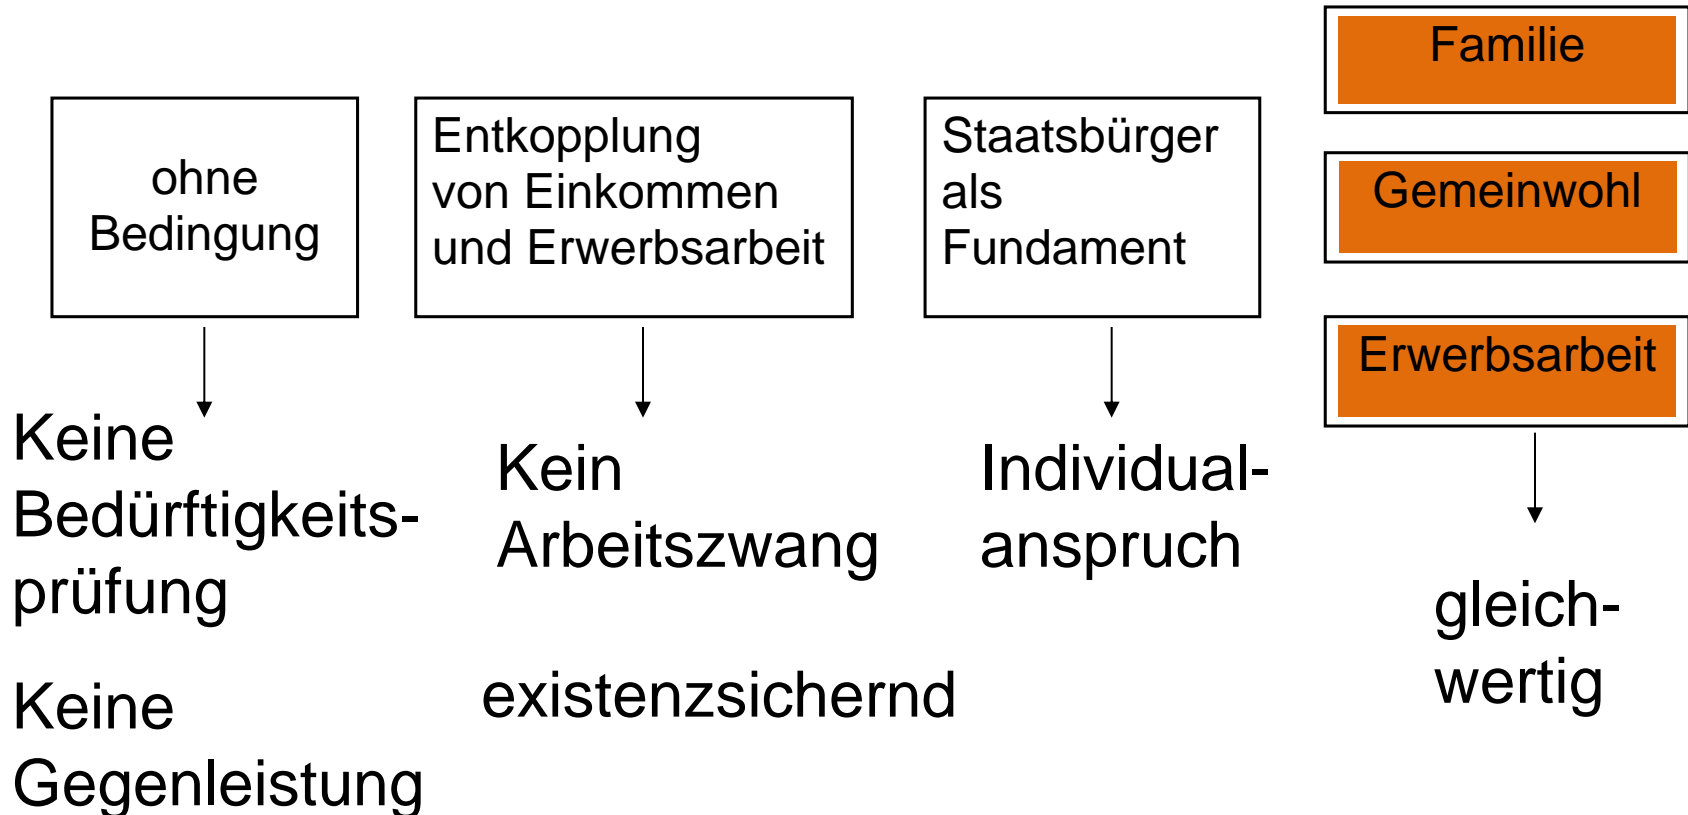 ohne
Bedingung
Keine
Bedürftigkeits-
prüfung
Keine
Gegenleistung
Entkopplung
von Einkommen
und Erwerbsarbeit
Kein
Arbeitszwang
existenzsichernd
Staatsbürger
als
Fundament
Individual-
anspruch
Familie
Gemeinwohl
Erwerbsarbeit
gleich-
wertig